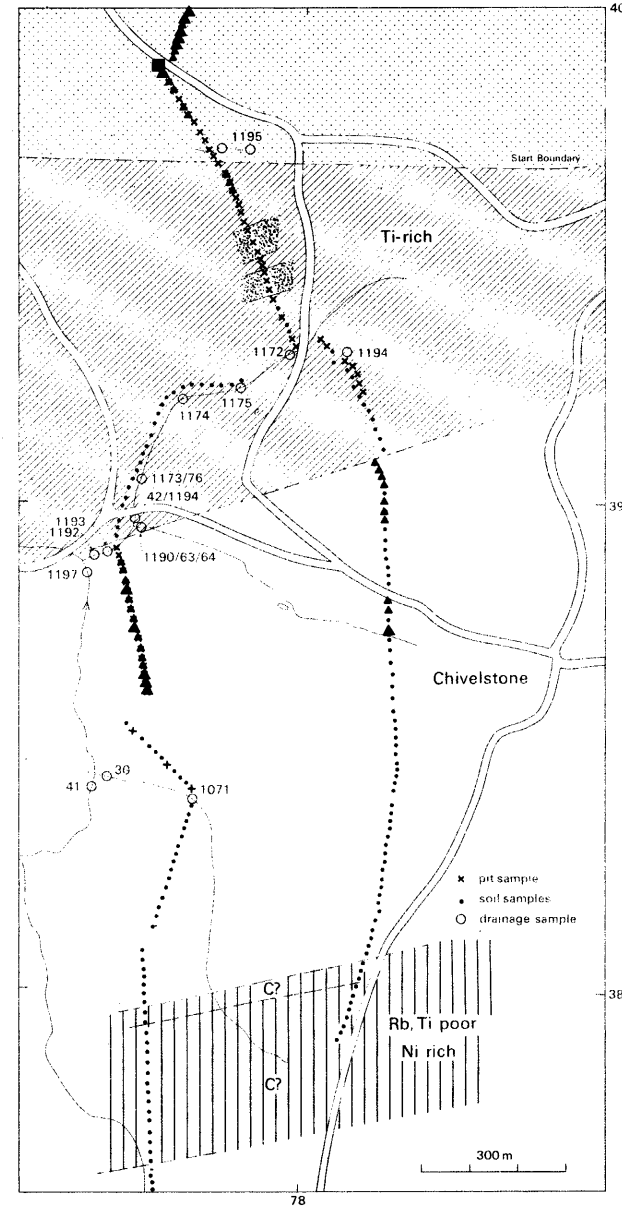 40
1195
Start Boundary
Ti-rich
1172
1194
1175
1174
1173/76
42/1194
1193
1192
39
1190/63/64
1197
Chivelstone
30
41
1071
pit sample
soil samples
drainage sample
C?
38
Rb, Ti poor
Ni rich
C?
300 m
78